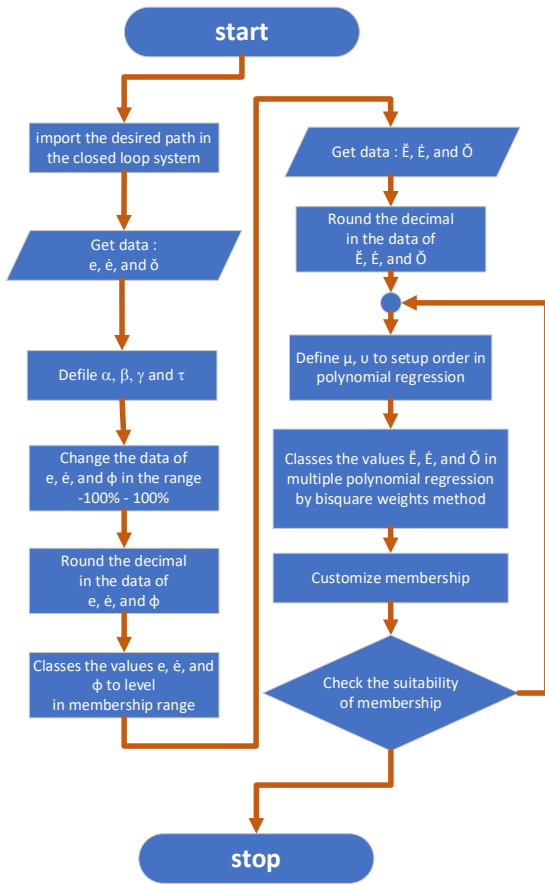 start
import the desired path in
the closed loop system
Get data :
e, ė, and ŏ
Defile α, β, γ and τ
Change the data of
e, ė, and ϕ in the range
-100% - 100%
Round the decimal
in the data of
e, ė, and ϕ
Classes the values e, ė, and
ϕ to level
in membership range
Get data : Ĕ, Ė, and Ŏ
Round the decimal
in the data of
Ĕ, Ė, and Ŏ
Define μ, υ to setup order in
polynomial regression
Classes the values Ĕ, Ė, and Ŏ in
multiple polynomial regression
by bisquare weights method
Customize membership
Check the suitability
of membership
stop